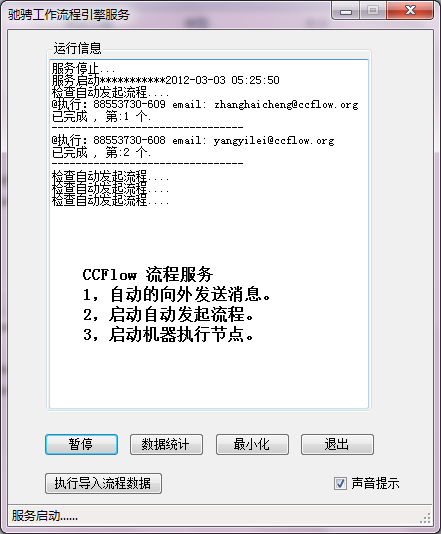 驰骋工作流程引擎服务
运行信息
服务停止...
服务启动***********2012-03-03 05:25:50
检查自动发起流程....
@执行: 88553730-609 email: zhanghaicheng@ccflow.org
已完成 , 第:1 个.
------------------------------
@执行: 88553730-608 email: yangyilei@ccflow.org
已完成 , 第:2 个.
------------------------------
检查自动发起流程....
检查自动发起流程....
检查自动发起流程....
CCFlow 流程服务
1，自动的向外发送消息。
2，启动自动发起流程。
3，启动机器执行节点。
暂停 数据统计 最小化 退出
执行导入流程数据 声音提示
服务启动......